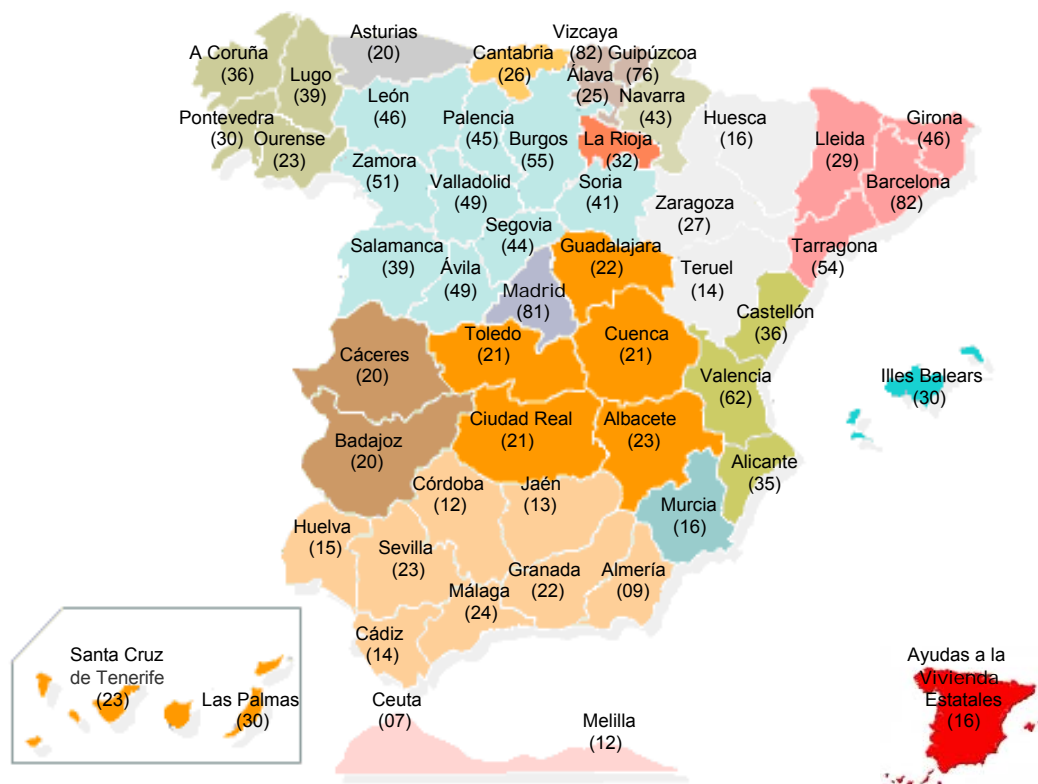 Asturias
(20)
Vizcaya
(82)
Guipúzcoa
(76)
A Coruña
(36)
Cantabria
(26)
Lugo
(39)
Álava
(25)
León
(46)
Navarra
(43)
Pontevedra
(30)
Ourense
(23)
Palencia
(45)
Burgos
(55)
La Rioja
(32)
Huesca
(16)
Lleida
(29)
Girona
(46)
Zamora
(51)
Valladolid
(49)
Soria
(41)
Barcelona
(82)
Zaragoza
(27)
Segovia
(44)
Salamanca
(39)
Ávila
(49)
Guadalajara
(22)
Tarragona
(54)
Teruel
(14)
Madrid
(81)
Castellón
(36)
Toledo
(21)
Cuenca
(21)
Cáceres
(20)
Valencia
(62)
Illes Balears
(30)
Ciudad Real
(21)
Albacete
(23)
Badajoz
(20)
Alicante
(35)
Córdoba
(12)
Jaén
(13)
Murcia
(16)
Huelva
(15)
Sevilla
(23)
Granada
(22)
Almería
(09)
Málaga
(24)
Cádiz
(14)
Santa Cruz
de Tenerife
(23)
Las Palmas
(30)
Ceuta
(07)
Melilla
(12)
Ayudas a la
Vivienda
Estatales
(16)